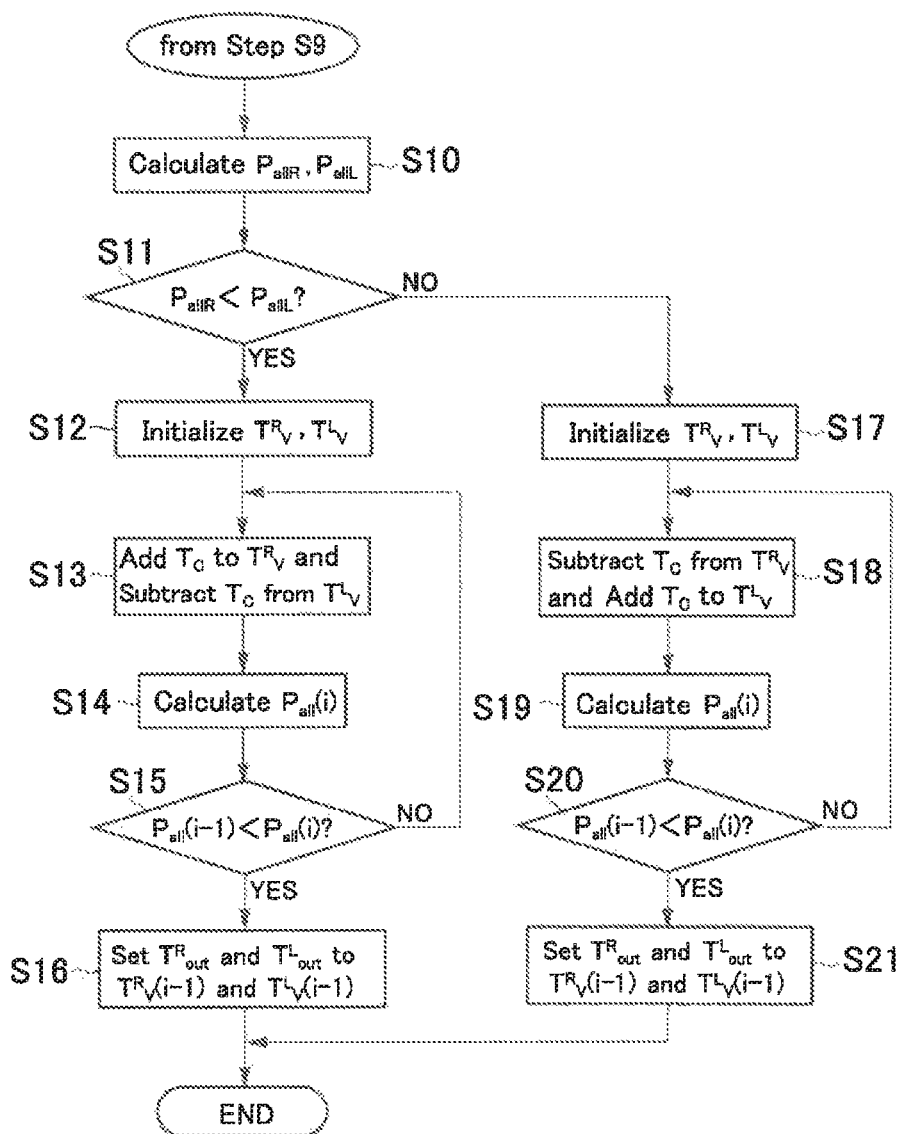 from Step S9
Calculate P_allR, P_allL
S10
S11
P_allR < P_allL?
NO
YES
S12
Initialize T^R_V, T^L_V
Initialize T^R_V, T^L_V
S17
S13
Add T_C to T^R_V and
Subtract T_C from T^L_V
Subtract T_C from T^R_V
and Add T_C to T^L_V
S18
S14
Calculate P_all(i)
S19
Calculate P_all(i)
S15
P_all(i-1) < P_all(i)?
NO
YES
S20
P_all(i-1) < P_all(i)?
NO
YES
S16
Set T^R_out and T^L_out to
T^R_V(i-1) and T^L_V(i-1)
Set T^R_out and T^L_out to
T^R_V(i-1) and T^L_V(i-1)
S21
END